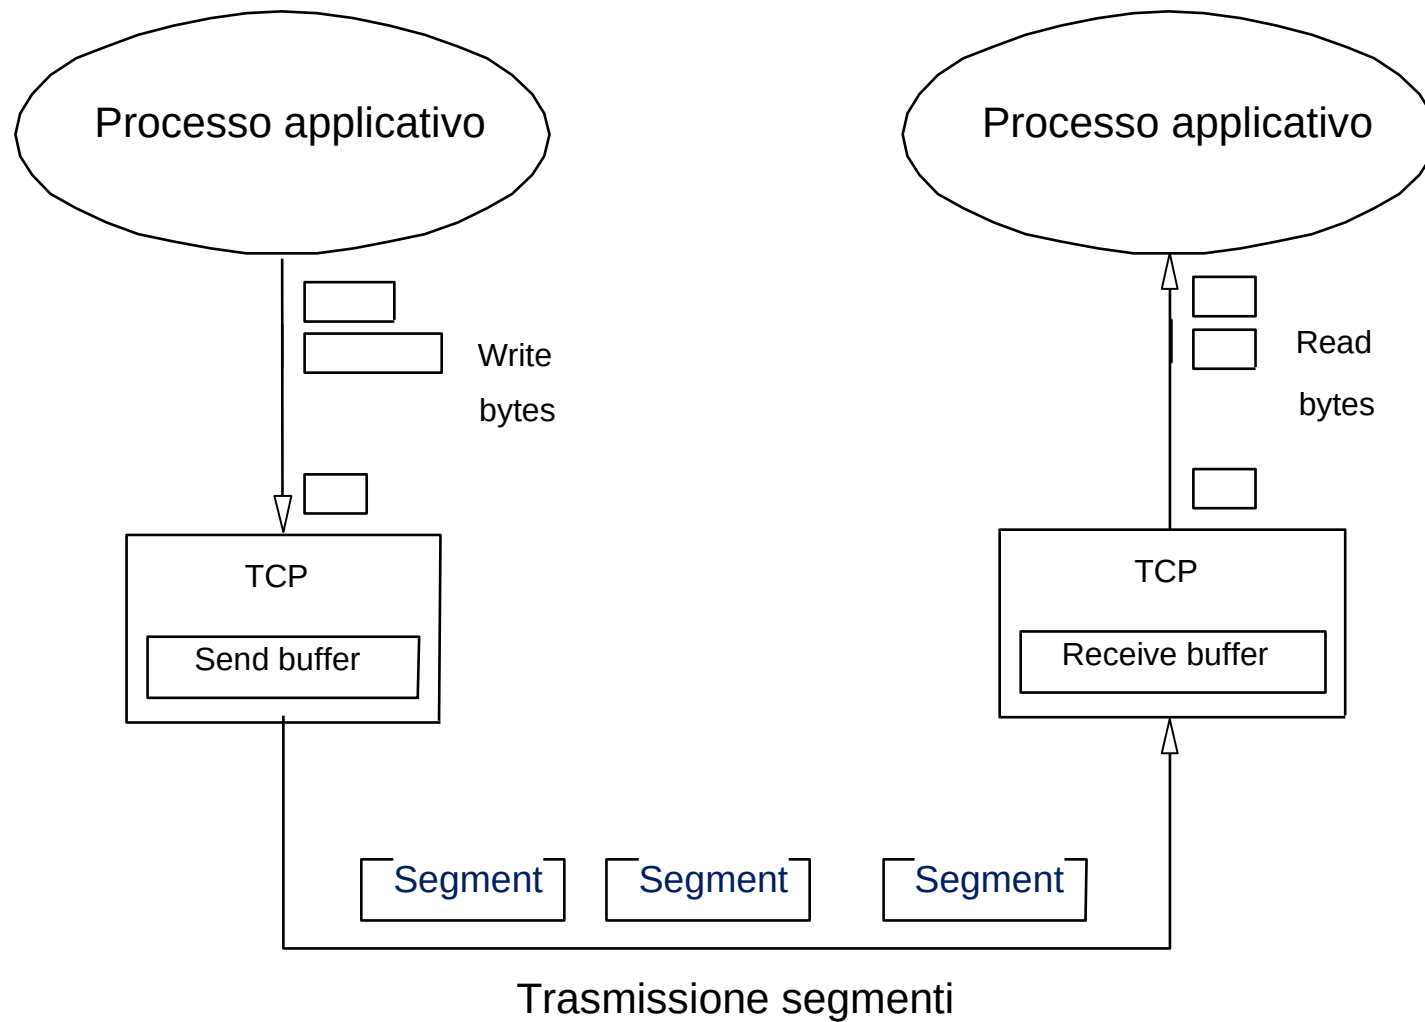 Processo applicativo
Processo applicativo
Write
bytes
Read
bytes
TCP
Send buffer
TCP
Receive buffer
Segment
Segment
Segment
Trasmissione segmenti